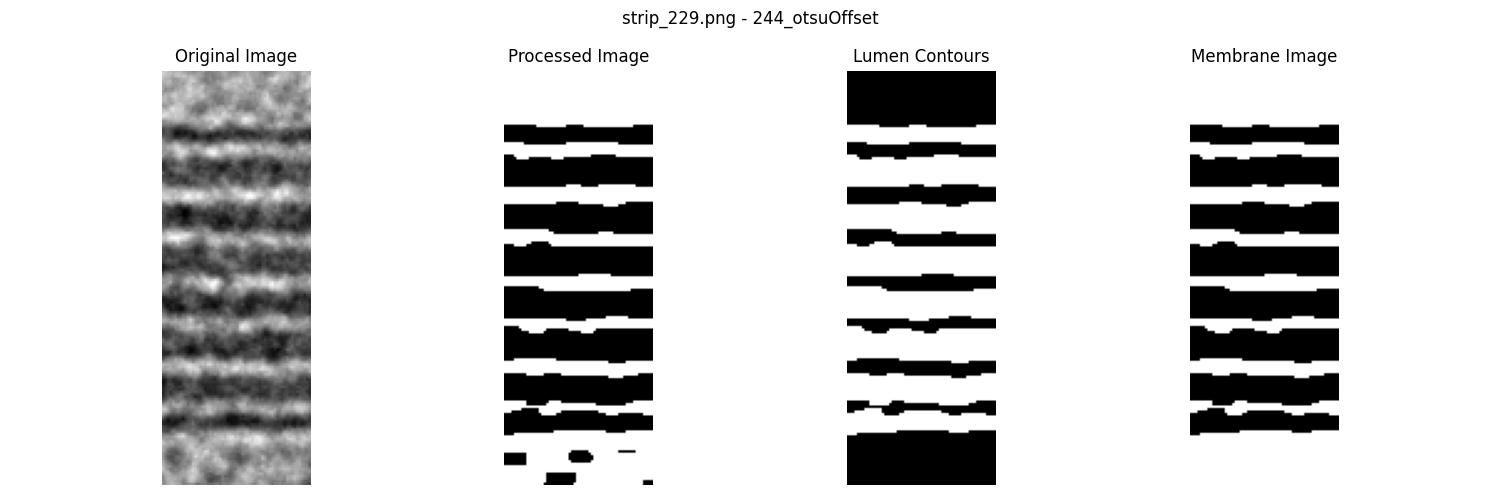 strip_229.png - 244_otsuOffset
Original Image
Processed Image
Lumen Contours
Membrane Image